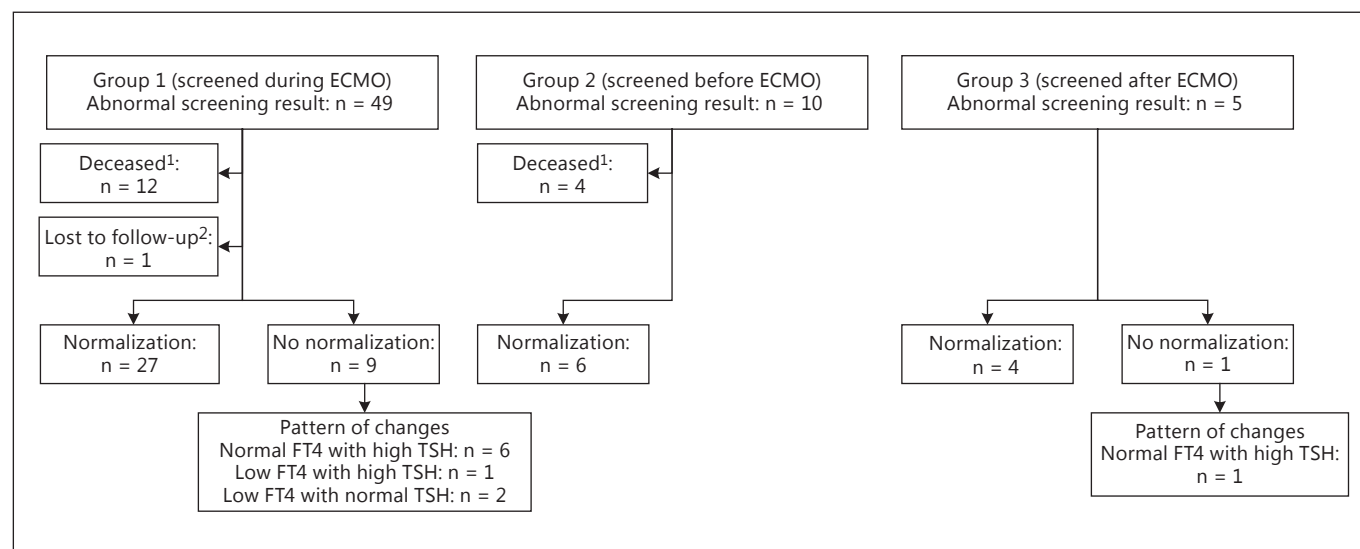 Group 1 (screened during ECMO)
Abnormal screening result: n = 49
Deceased1:
n = 12
Lost to follow-up2:
n = 1
Normalization:
n = 27
No normalization:
n = 9
Pattern of changes
Normal FT4 with high TSH: n = 6
Low FT4 with high TSH: n = 1
Low FT4 with normal TSH: n = 2
Group 2 (screened before ECMO)
Abnormal screening result: n = 10
Deceased1:
n = 4
Normalization:
n = 6
Group 3 (screened after ECMO)
Abnormal screening result: n = 5
Normalization:
n = 4
No normalization:
n = 1
Pattern of changes
Normal FT4 with high TSH:
n = 1